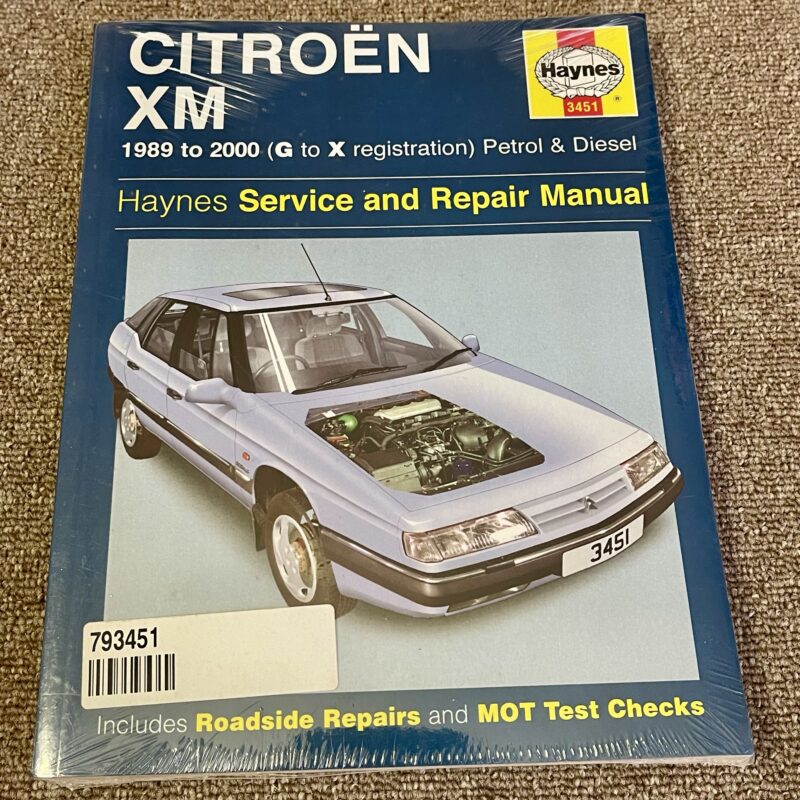 CITROËN
XM
Haynes
3451
®
1989 to 2000 (G to X registration) Petrol & Diesel
Haynes Service and Repair Manual
3451
793451
Includes Roadside Repairs and MOT Test Checks